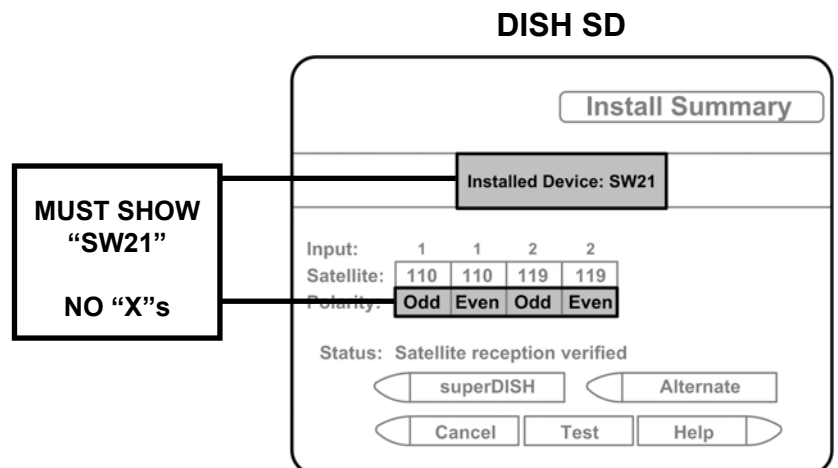 DISH SD
Install Summary
Installed Device: SW21
MUST SHOW
“SW21”
NO “X”s
Input: 1 1 2 2
Satellite: 110 110 119 119
Polarity: Odd Even Odd Even
Status: Satellite reception verified
superDISH Alternate
Cancel Test Help